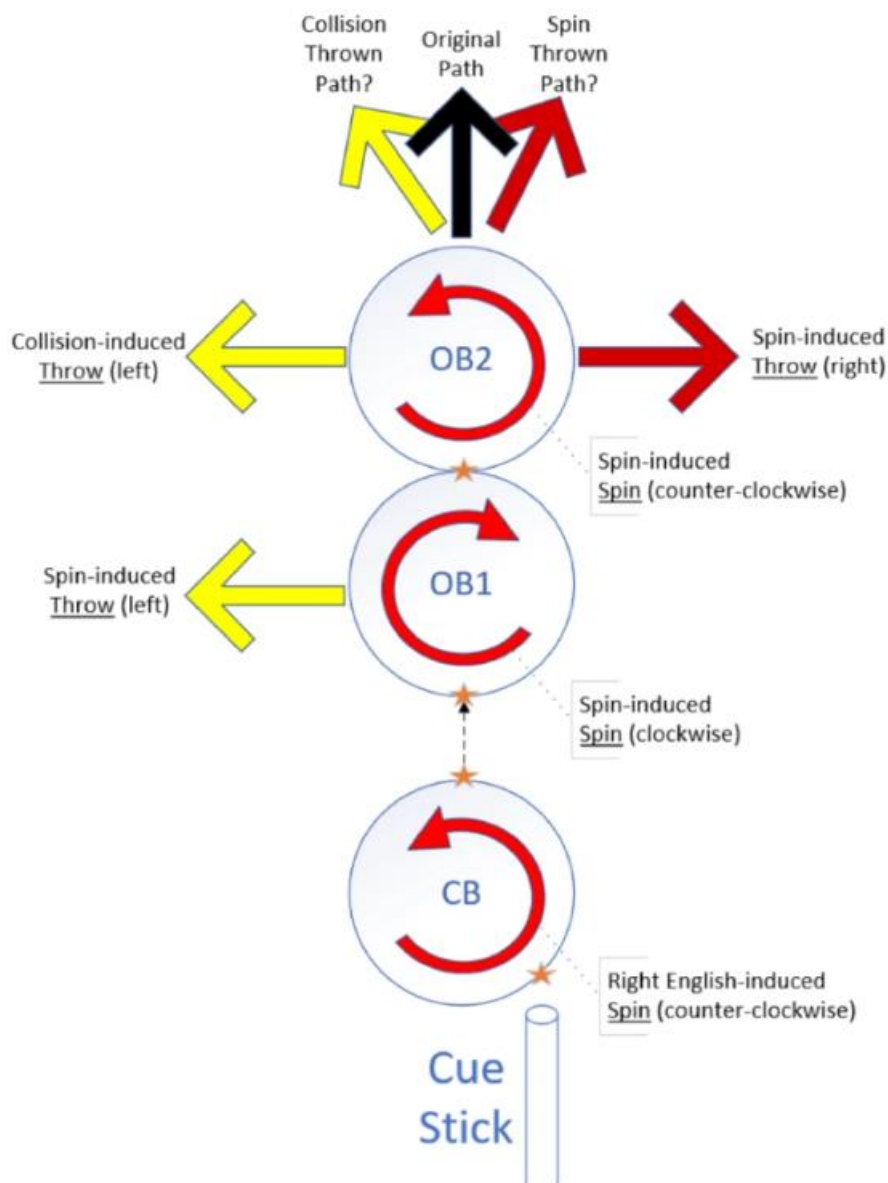 Collision
Thrown
Path?
Original
Path
Spin
Thrown
Path?
Collision-induced
Throw (left)
OB2
Spin-induced
Throw (right)
Spin-induced
Spin (counter-clockwise)
Spin-induced
Throw (left)
OB1
Spin-induced
Spin (clockwise)
CB
Right English-induced
Spin (counter-clockwise)
Cue
Stick